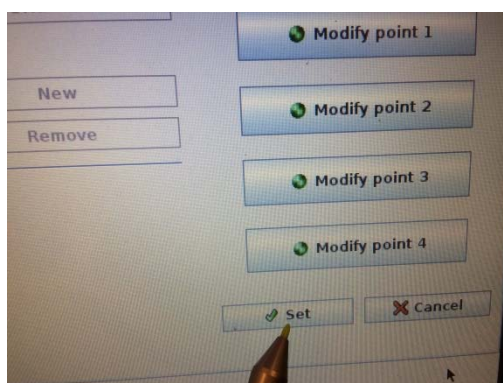 Modify point 1
New
Modify point 2
Remove
Modify point 3
Modify point 4
Set
Cancel